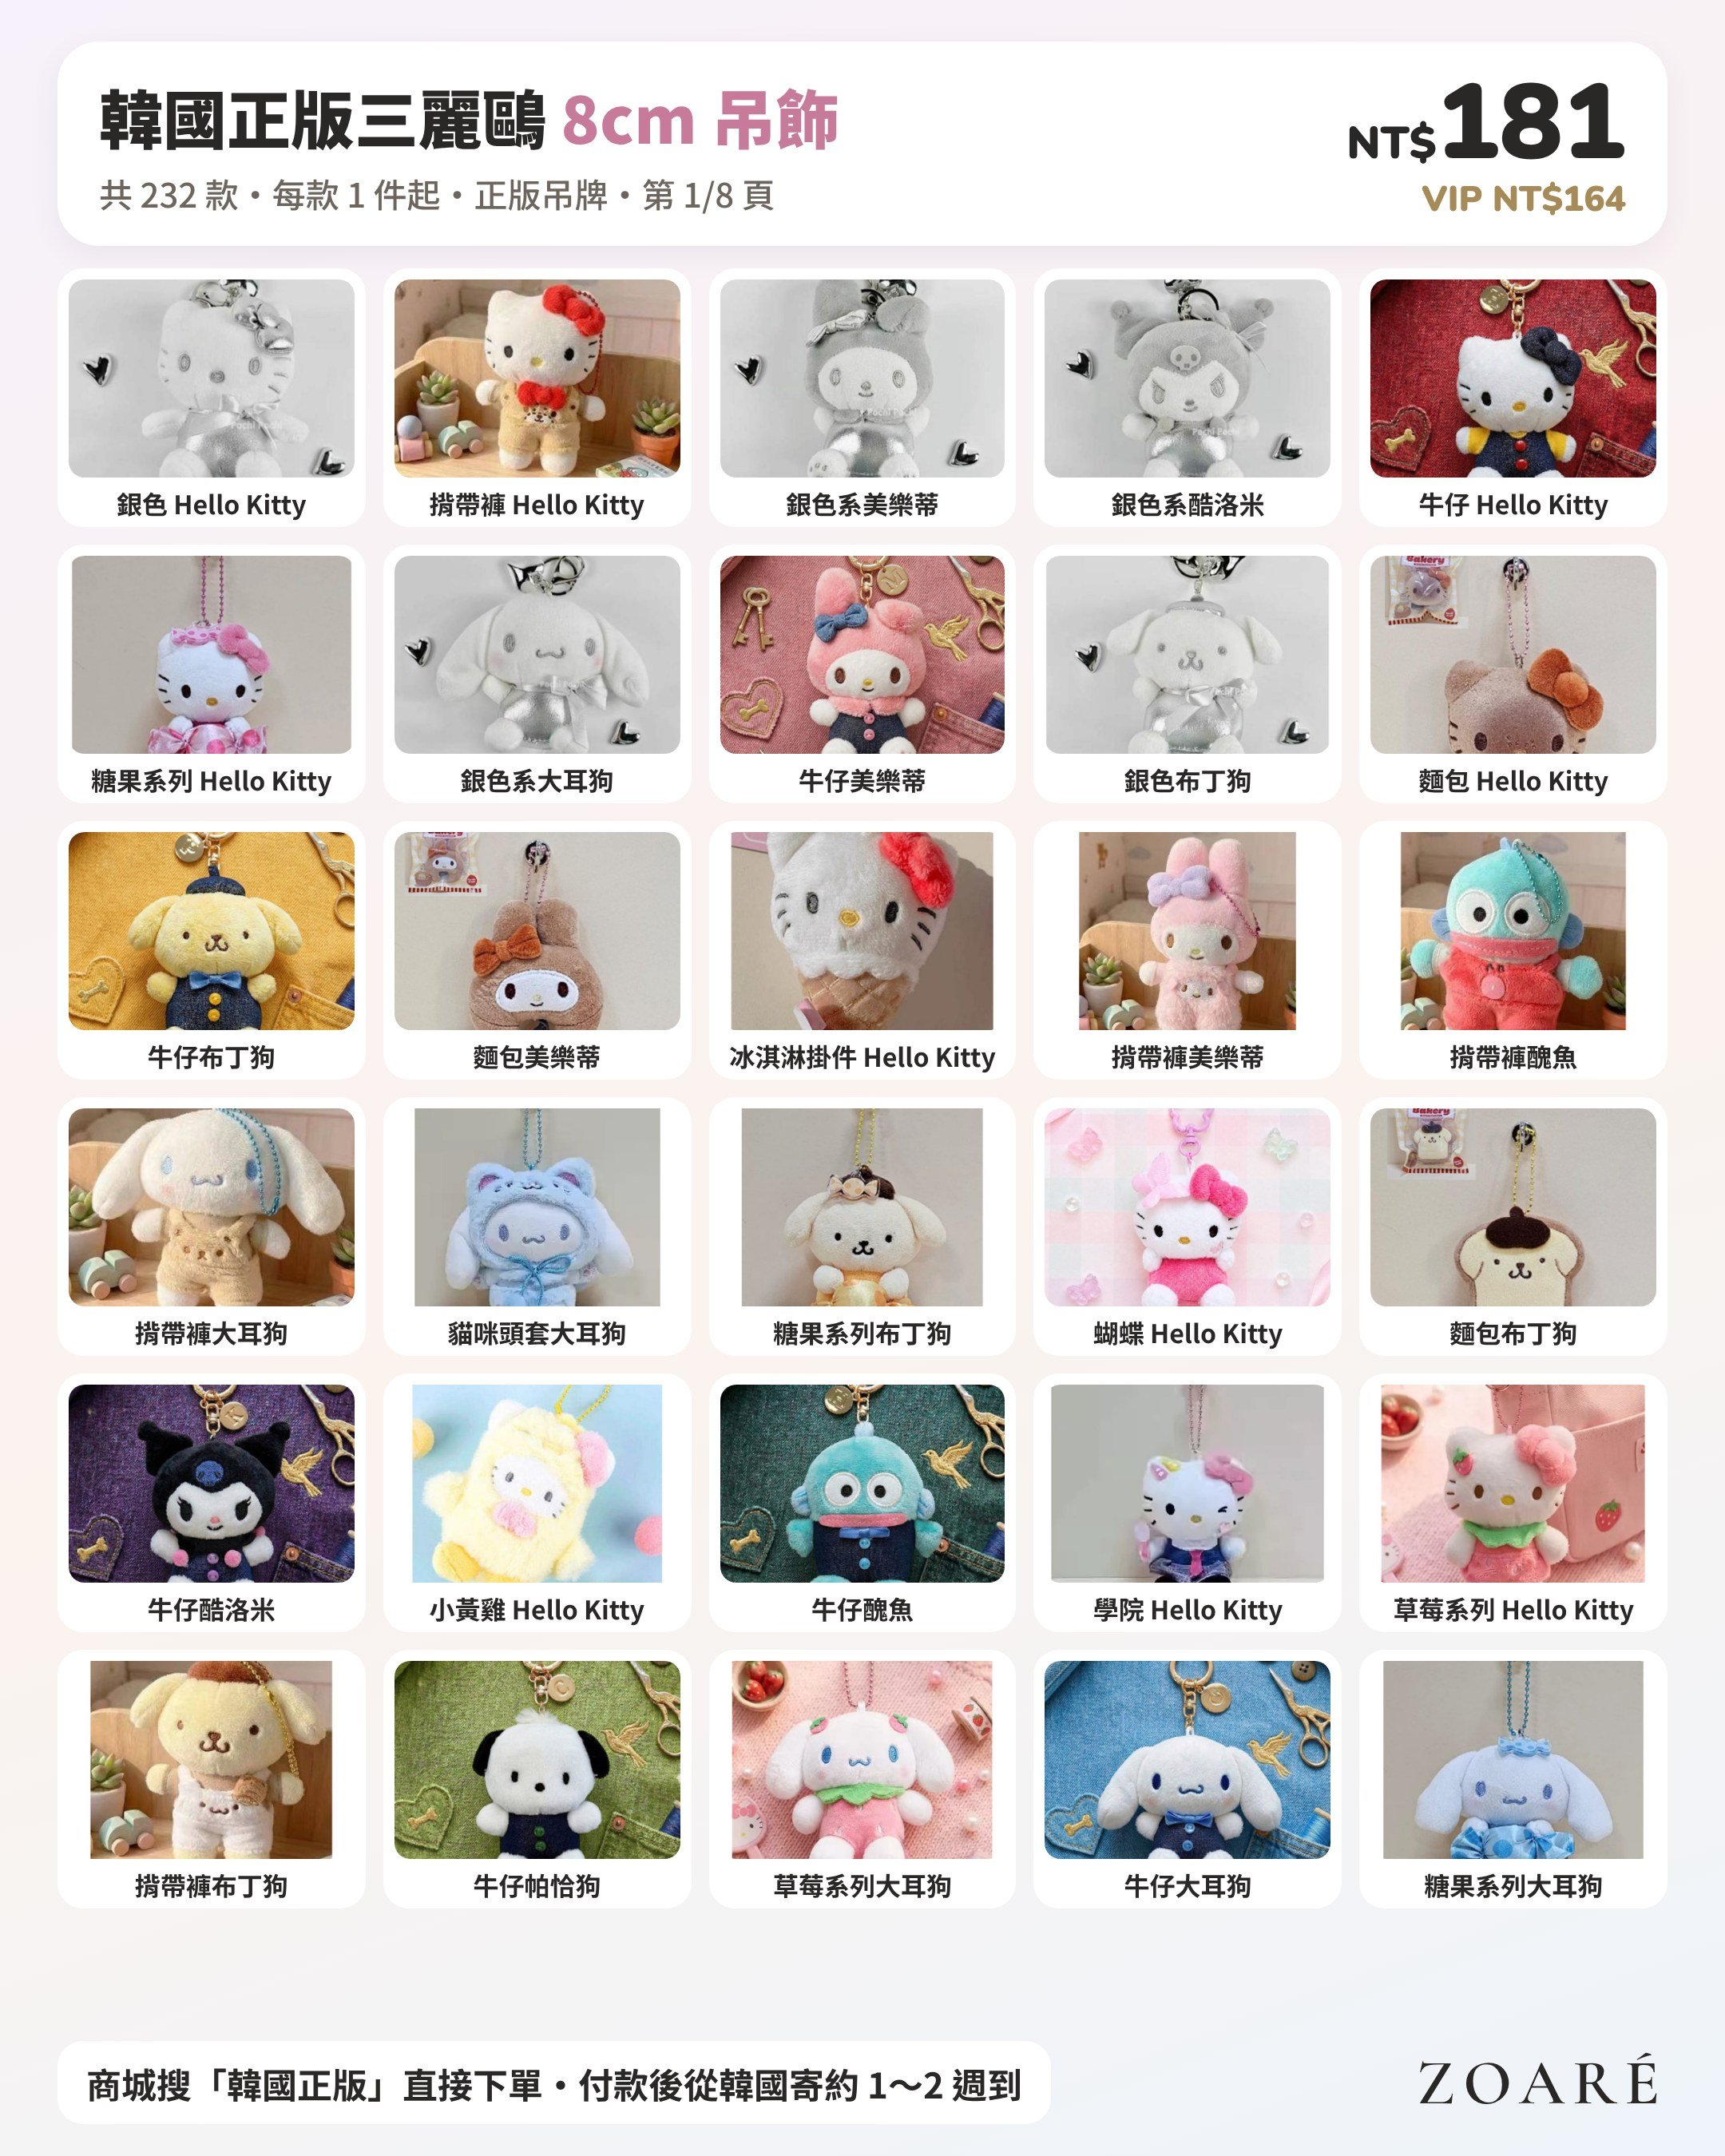 韓國正版三麗鷗 8cm 吊飾
NT$181
共 232 款・每款 1 件起・正版吊牌・第 1/8 頁
VIP NT$164
Pochi Pochi
Pochi Pochi
Pochi Pochi
銀色 Hello Kitty
揹帶褲 Hello Kitty
銀色系美樂蒂
銀色系酷洛米
牛仔 Hello Kitty
Bakery
糖果系列 Hello Kitty
銀色系大耳狗
牛仔美樂蒂
銀色布丁狗
麵包 Hello Kitty
牛仔布丁狗
麵包美樂蒂
冰淇淋掛件 Hello Kitty
揹帶褲美樂蒂
揹帶褲醜魚
Bakery
揹帶褲大耳狗
貓咪頭套大耳狗
糖果系列布丁狗
蝴蝶 Hello Kitty
麵包布丁狗
牛仔酷洛米
小黃雞 Hello Kitty
牛仔醜魚
學院 Hello Kitty
草莓系列 Hello Kitty
揹帶褲布丁狗
牛仔帕恰狗
草莓系列大耳狗
牛仔大耳狗
糖果系列大耳狗
商城搜「韓國正版」直接下單・付款後從韓國寄約 1～2 週到
ZOARÉ